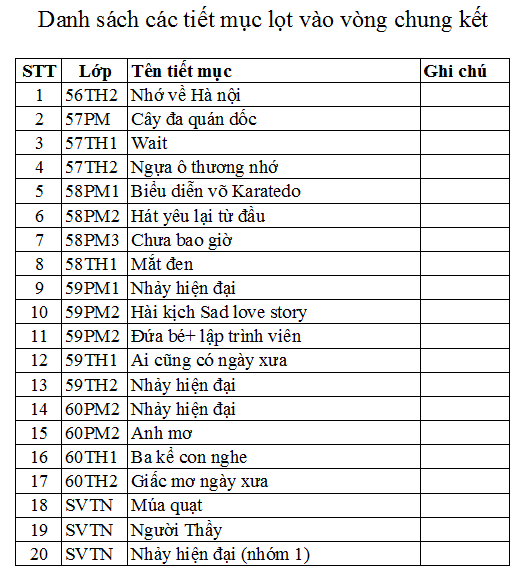 Danh sách các tiết mục lọt vào vòng chung kết
STT Lớp Tên tiết mục Ghi chú
1 56TH2 Nhớ về Hà nội
2 57PM Cây đa quán dốc
3 57TH1 Wait
4 57TH2 Ngựa ô thương nhớ
5 58PM1 Biểu diễn võ Karatedo
6 58PM2 Hát yêu lại từ đầu
7 58PM3 Chưa bao giờ
8 58TH1 Mắt đen
9 59PM1 Nhảy hiện đại
10 59PM2 Hài kịch Sad love story
11 59PM2 Đứa bé+ lập trình viên
12 59TH1 Ai cũng có ngày xưa
13 59TH2 Nhảy hiện đại
14 60PM2 Nhảy hiện đại
15 60PM2 Anh mơ
16 60TH1 Ba kể con nghe
17 60TH2 Giấc mơ ngày xưa
18 SVTN Múa quạt
19 SVTN Người Thầy
20 SVTN Nhảy hiện đại (nhóm 1)